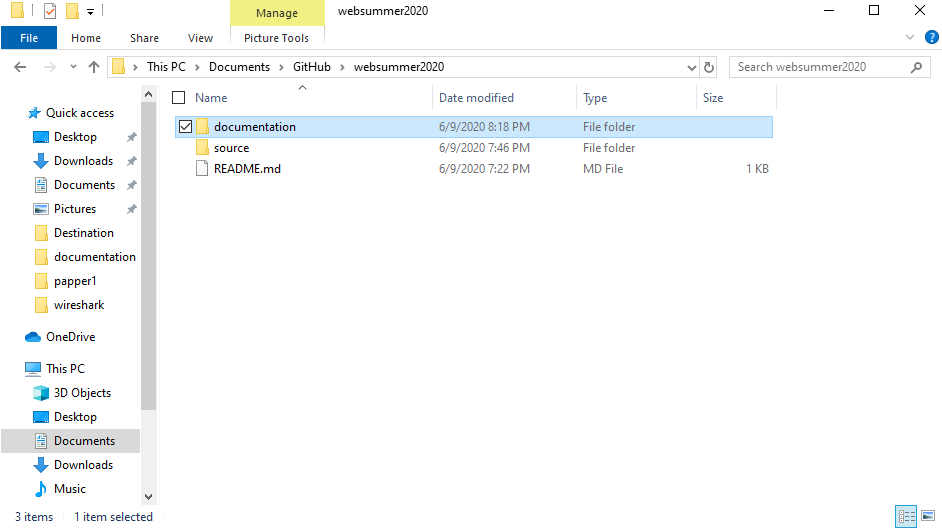 Manage
websummer2020
File
Home
Share
View
Picture Tools
This PC
Documents
GitHub
websummer2020
Search websummer2020
Name
Date modified
Type
Size
documentation 6/9/2020 8:18 PM File folder
source 6/9/2020 7:46 PM File folder
README.md 6/9/2020 7:22 PM MD File 1 KB
Quick access
Desktop
Downloads
Documents
Pictures
Destination
documentation
papper1
wireshark
OneDrive
This PC
3D Objects
Desktop
Documents
Downloads
Music
3 items
1 item selected